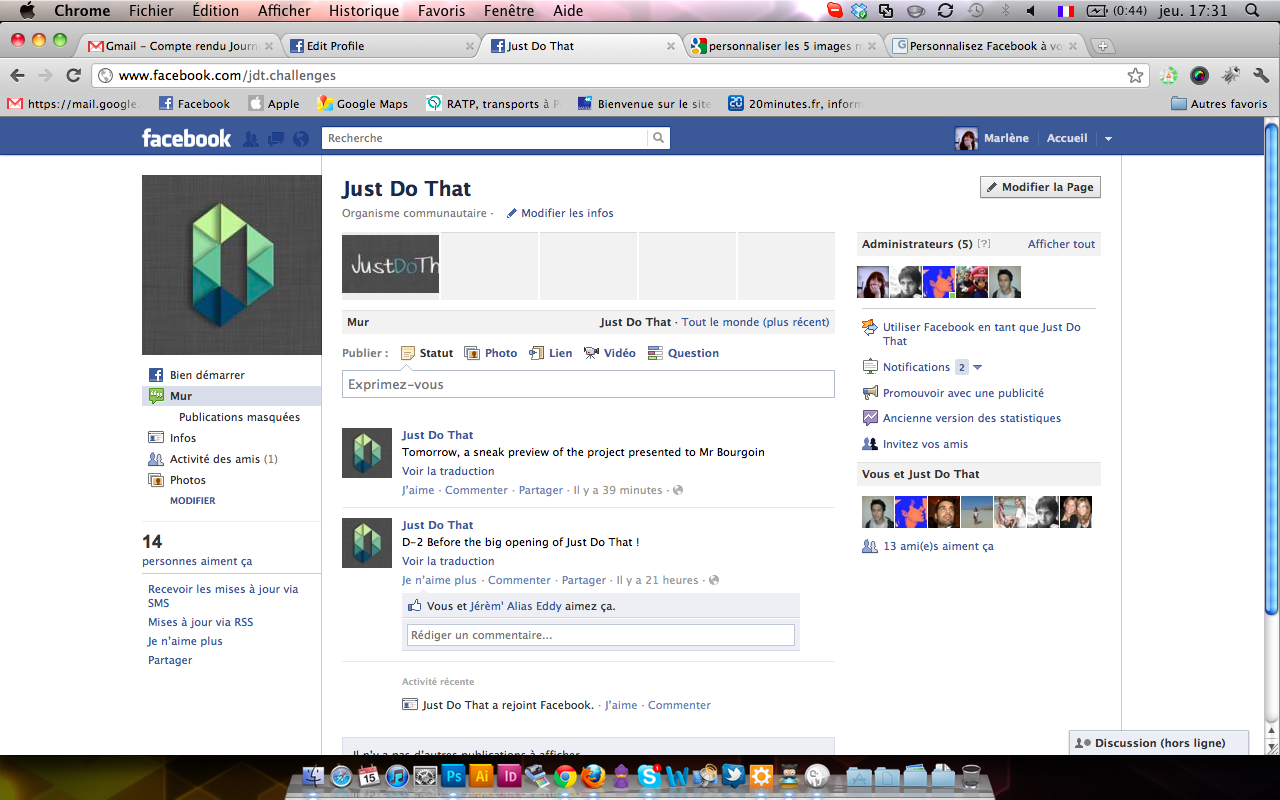 Chrome Fichier Édition Afficher Historique Favoris Fenêtre Aide (0:44) jeu. 17:31
Gmail – Compte rendu Journ Edit Profile Just Do That personnaliser les 5 images Personnalisez Facebook à vo
www.facebook.com/jdt.challenges
https://mail.google. Facebook Apple Google Maps RATP, transports à Bienvenue sur le site 20 20minutes.fr, inform Autres favoris
facebook Recherche Marlène Accueil
Just Do That Modifier la Page
Organisme communautaire · Modifier les infos
JustDoTh
Administrateurs (5) [?] Afficher tout
Mur Just Do That · Tout le monde (plus récent)
Publier : Statut Photo Lien Vidéo Question
Exprimez-vous
Bien démarrer
Mur
Publications masquées
Infos
Activité des amis (1)
Photos
MODIFIER
14
personnes aiment ça
Recevoir les mises à jour via
SMS
Mises à jour via RSS
Je n'aime plus
Partager
Just Do That
Tomorrow, a sneak preview of the project presented to Mr Bourgoin
Voir la traduction
J'aime · Commenter · Partager · Il y a 39 minutes ·
Just Do That
D-2 Before the big opening of Just Do That !
Voir la traduction
Je n'aime plus · Commenter · Partager · Il y a 21 heures ·
Vous et Jérèm' Alias Eddy aimez ça.
Rédiger un commentaire...
Activité récente
Just Do That a rejoint Facebook. · J'aime · Commenter
Il n'y a pas d'autres publications à afficher
Utiliser Facebook en tant que Just Do
That
Notifications 2
Promouvoir avec une publicité
Ancienne version des statistiques
Invitez vos amis
Vous et Just Do That
13 ami(e)s aiment ça
Discussion (hors ligne)
15 Ps Ai Id